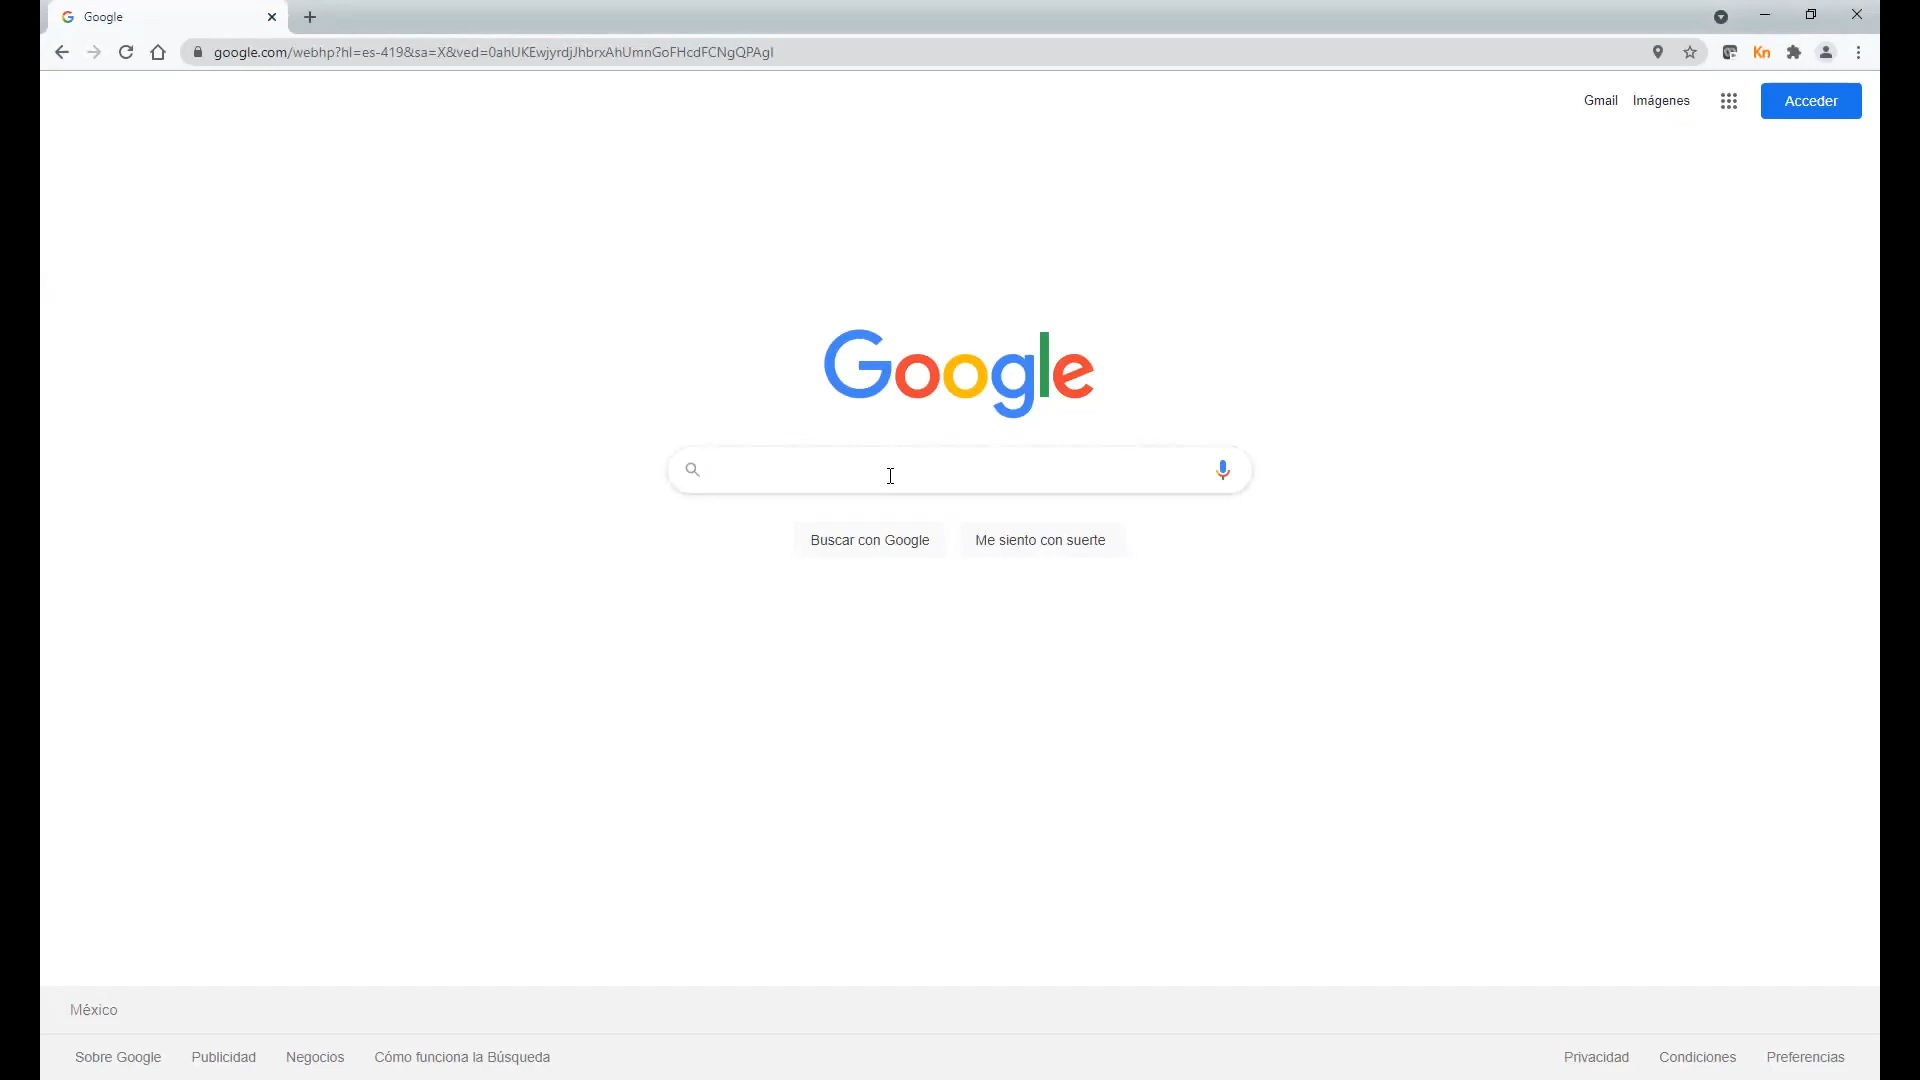 Google
google.com/webhp?hl=es-419&sa=X&ved=0ahUKEwjyrdjJhbrxAhUmnGoFHcdFCNgQPAgI
Kn
Gmail Imágenes Acceder
Google
Buscar con Google Me siento con suerte
México
Sobre Google Publicidad Negocios Cómo funciona la Búsqueda Privacidad Condiciones Preferencias